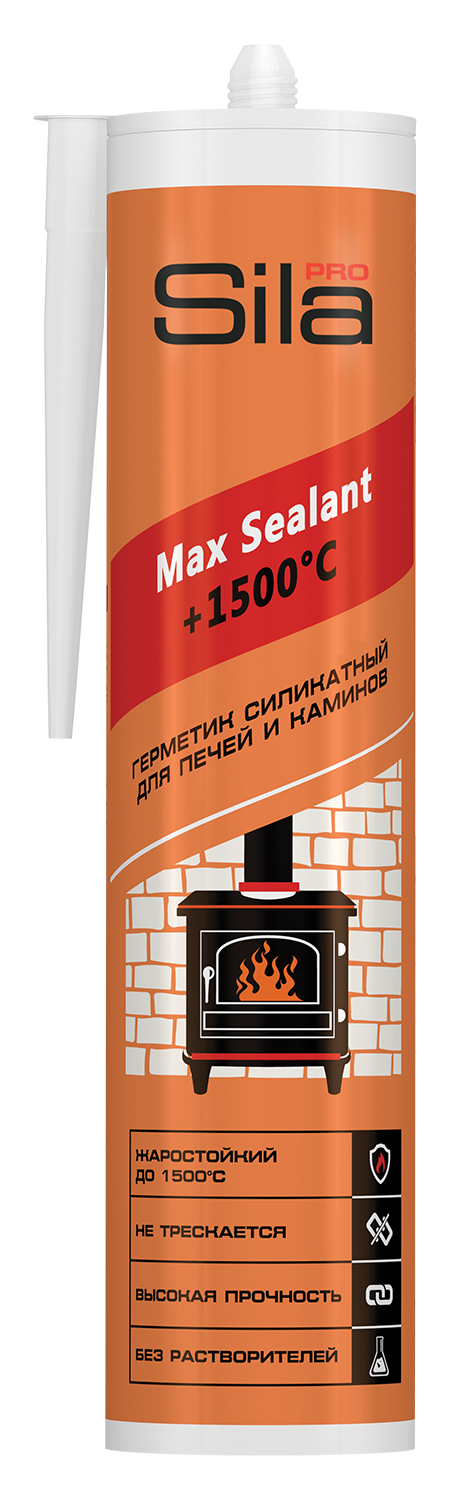 Sila PRO
Max Sealant
+1500°C
ГЕРМЕТИК СИЛИКАТНЫЙ
ДЛЯ ПЕЧЕЙ И КАМИНОВ
ЖАРОСТОЙКИЙ
ДО 1500°С
НЕ ТРЕСКАЕТСЯ
ВЫСОКАЯ ПРОЧНОСТЬ
БЕЗ РАСТВОРИТЕЛЕЙ